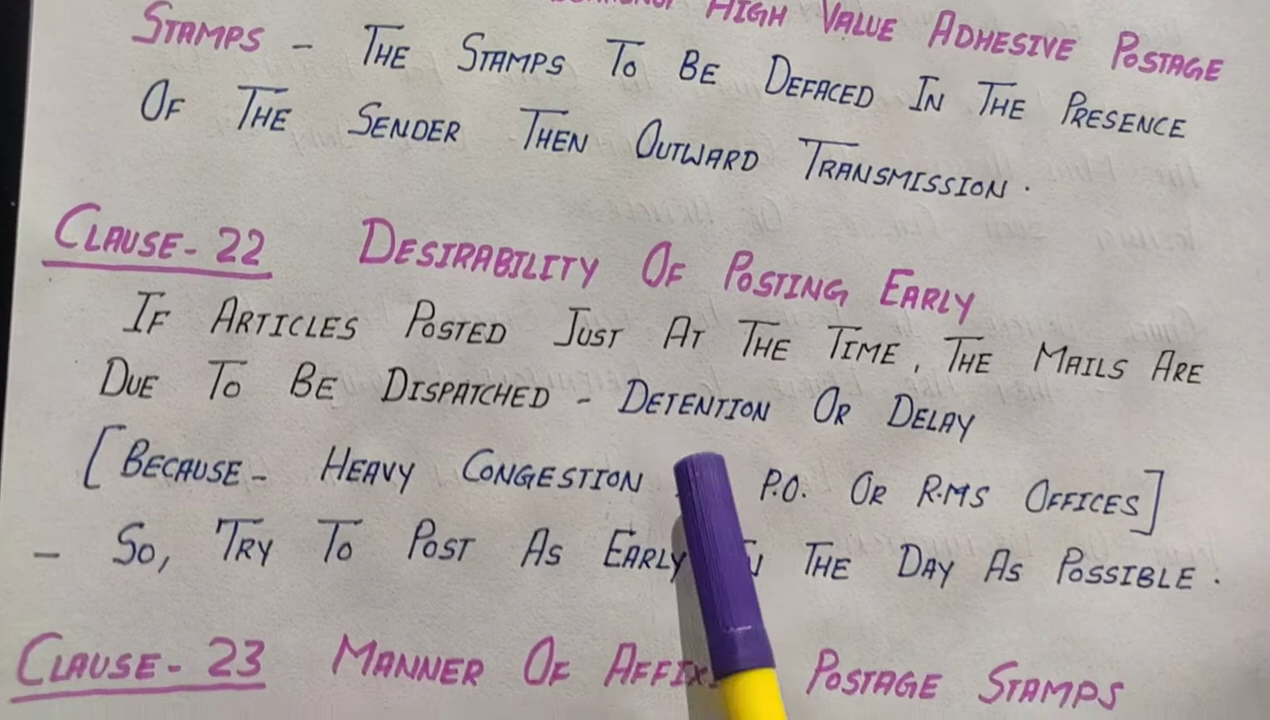 HIGH VALUE ADHESIVE POSTAGE
STAMPS - THE STAMPS TO BE DEFACED IN THE PRESENCE
OF THE SENDER THEN OUTWARD TRANSMISSION.
CLAUSE-22 DESIRABILITY OF POSTING EARLY
IF ARTICLES POSTED JUST AT THE TIME, THE MAILS ARE
DUE TO BE DISPATCHED - DETENTION OR DELAY
[BECAUSE- HEAVY CONGESTION P.O. OR R.MS OFFICES]
- SO, TRY TO POST AS EARLY THE DAY AS POSSIBLE.
CLAUSE-23 MANNER OF POSTAGE STAMPS